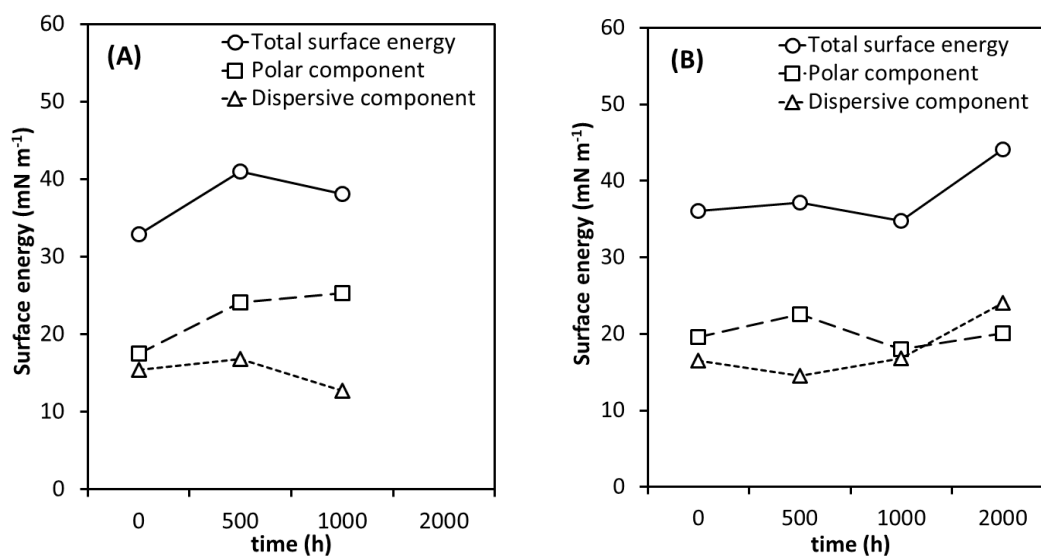 (A)
Total surface energy
Polar component
Dispersive component
Surface energy (mN m⁻¹)
60
50
40
30
20
10
0
0 500 1000 2000
time (h)
(B)
Total surface energy
Polar component
Dispersive component
Surface energy (mN m⁻¹)
60
50
40
30
20
10
0
0 500 1000 2000
time (h)